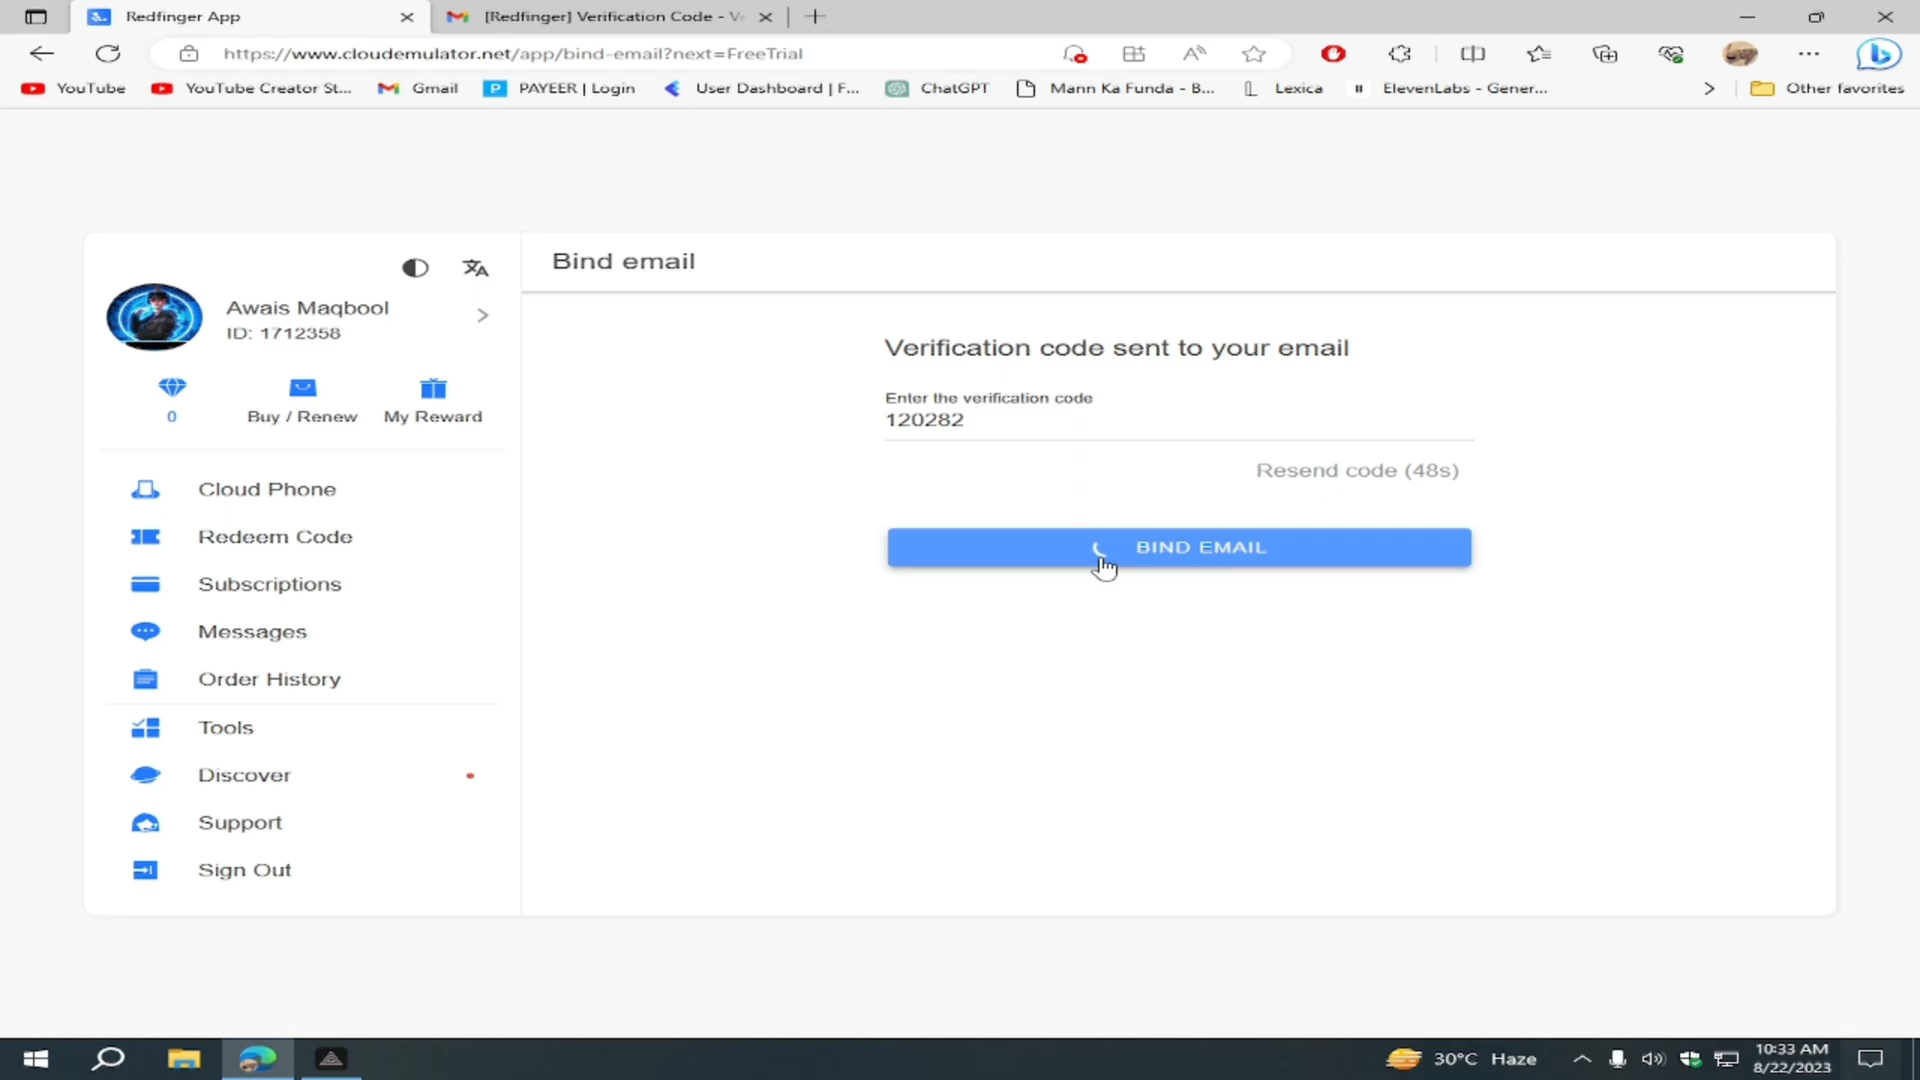 Redfinger App
[Redfinger] Verification Code - Ve
https://www.cloudemulator.net/app/bind-email?next=FreeTrial
YouTube
YouTube Creator St...
Gmail
PAYEER | Login
User Dashboard | F...
ChatGPT
Mann Ka Funda - B...
Lexica
ElevenLabs - Gener...
Other favorites
Awais Maqbool
ID: 1712358
0
Buy / Renew
My Reward
Cloud Phone
Redeem Code
Subscriptions
Messages
Order History
Tools
Discover
Support
Sign Out
Bind email
Verification code sent to your email
Enter the verification code
120282
Resend code (48s)
BIND EMAIL
30°C Haze
10:33 AM
8/22/2023